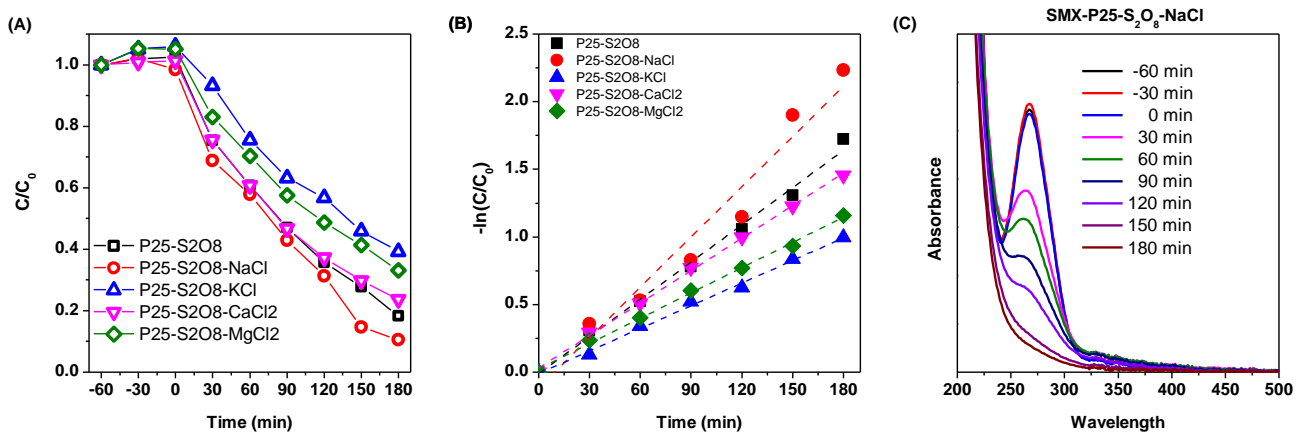 (A)
1.0
0.8
0.6
0.4
0.2
0.0
C/C0
-60 -30 0 30 60 90 120 150 180
Time (min)
P25-S2O8
P25-S2O8-NaCl
P25-S2O8-KCl
P25-S2O8-CaCl2
P25-S2O8-MgCl2
(B)
-2.5
2.0
1.5
1.0
0.5
0.0
-ln(C/C0)
0 30 60 90 120 150 180
Time (min)
P25-S2O8
P25-S2O8-NaCl
P25-S2O8-KCl
P25-S2O8-CaCl2
P25-S2O8-MgCl2
(C)
SMX-P25-S2O8-NaCl
Absorbance
-60 min
-30 min
0 min
30 min
60 min
90 min
120 min
150 min
180 min
200 250 300 350 400 450 500
Wavelength